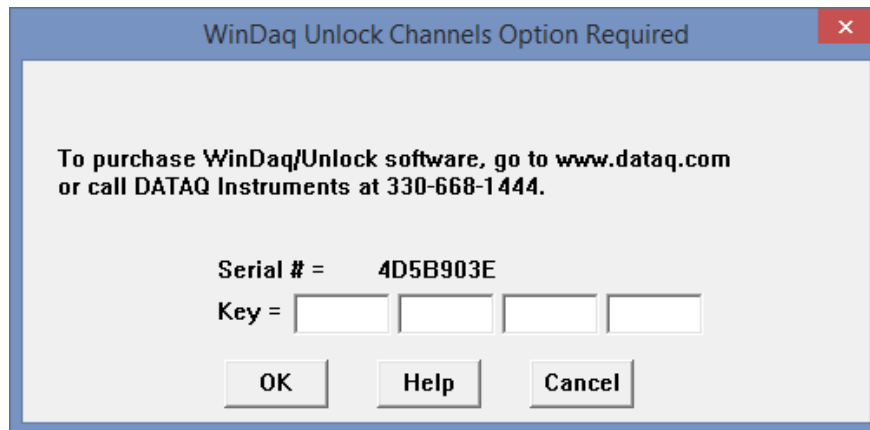 WinDaq Unlock Channels Option Required
To purchase WinDaq/Unlock software, go to www.dataq.com
or call DATAQ Instruments at 330-668-1444.
Serial # = 4D5B903E
Key =
OK Help Cancel